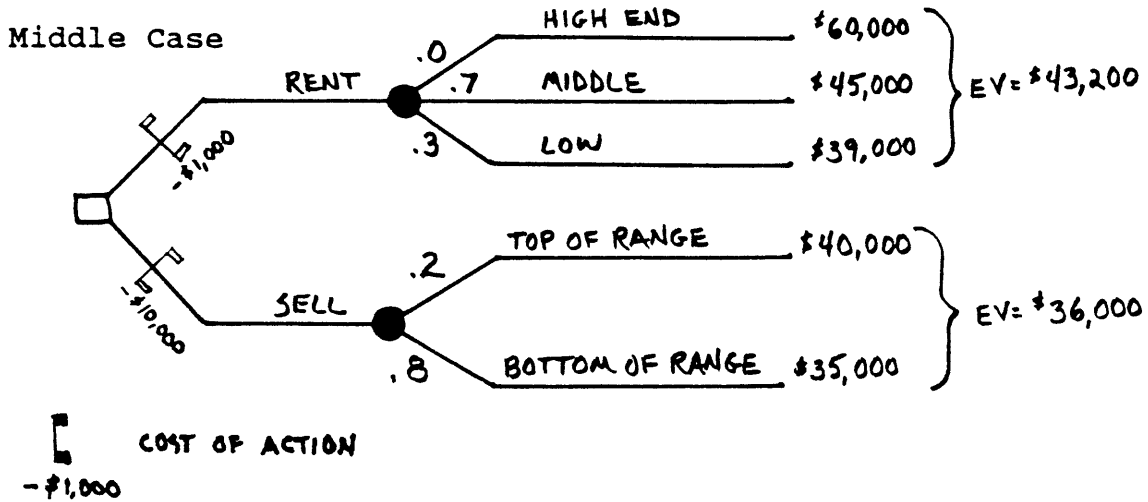 Middle Case
HIGH END $60,000
.0
RENT .7 MIDDLE $45,000 EV= $43,200
.3 LOW $39,000
-$1,000
TOP OF RANGE $40,000
.2
-$10,000
SELL EV= $36,000
.8 BOTTOM OF RANGE $35,000
COST OF ACTION
-$1,000